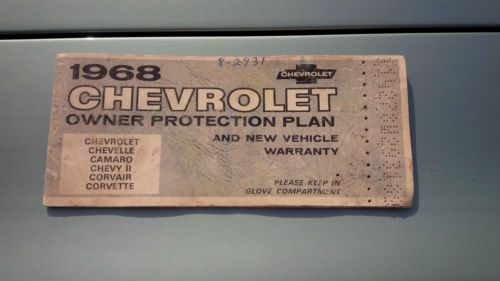 8-2931
1968
CHEVROLET
CHEVROLET
OWNER PROTECTION PLAN
AND NEW VEHICLE
WARRANTY
CHEVROLET
CHEVELLE
CAMARO
CHEVY II
CORVAIR
CORVETTE
PLEASE KEEP IN
GLOVE COMPARTMENT